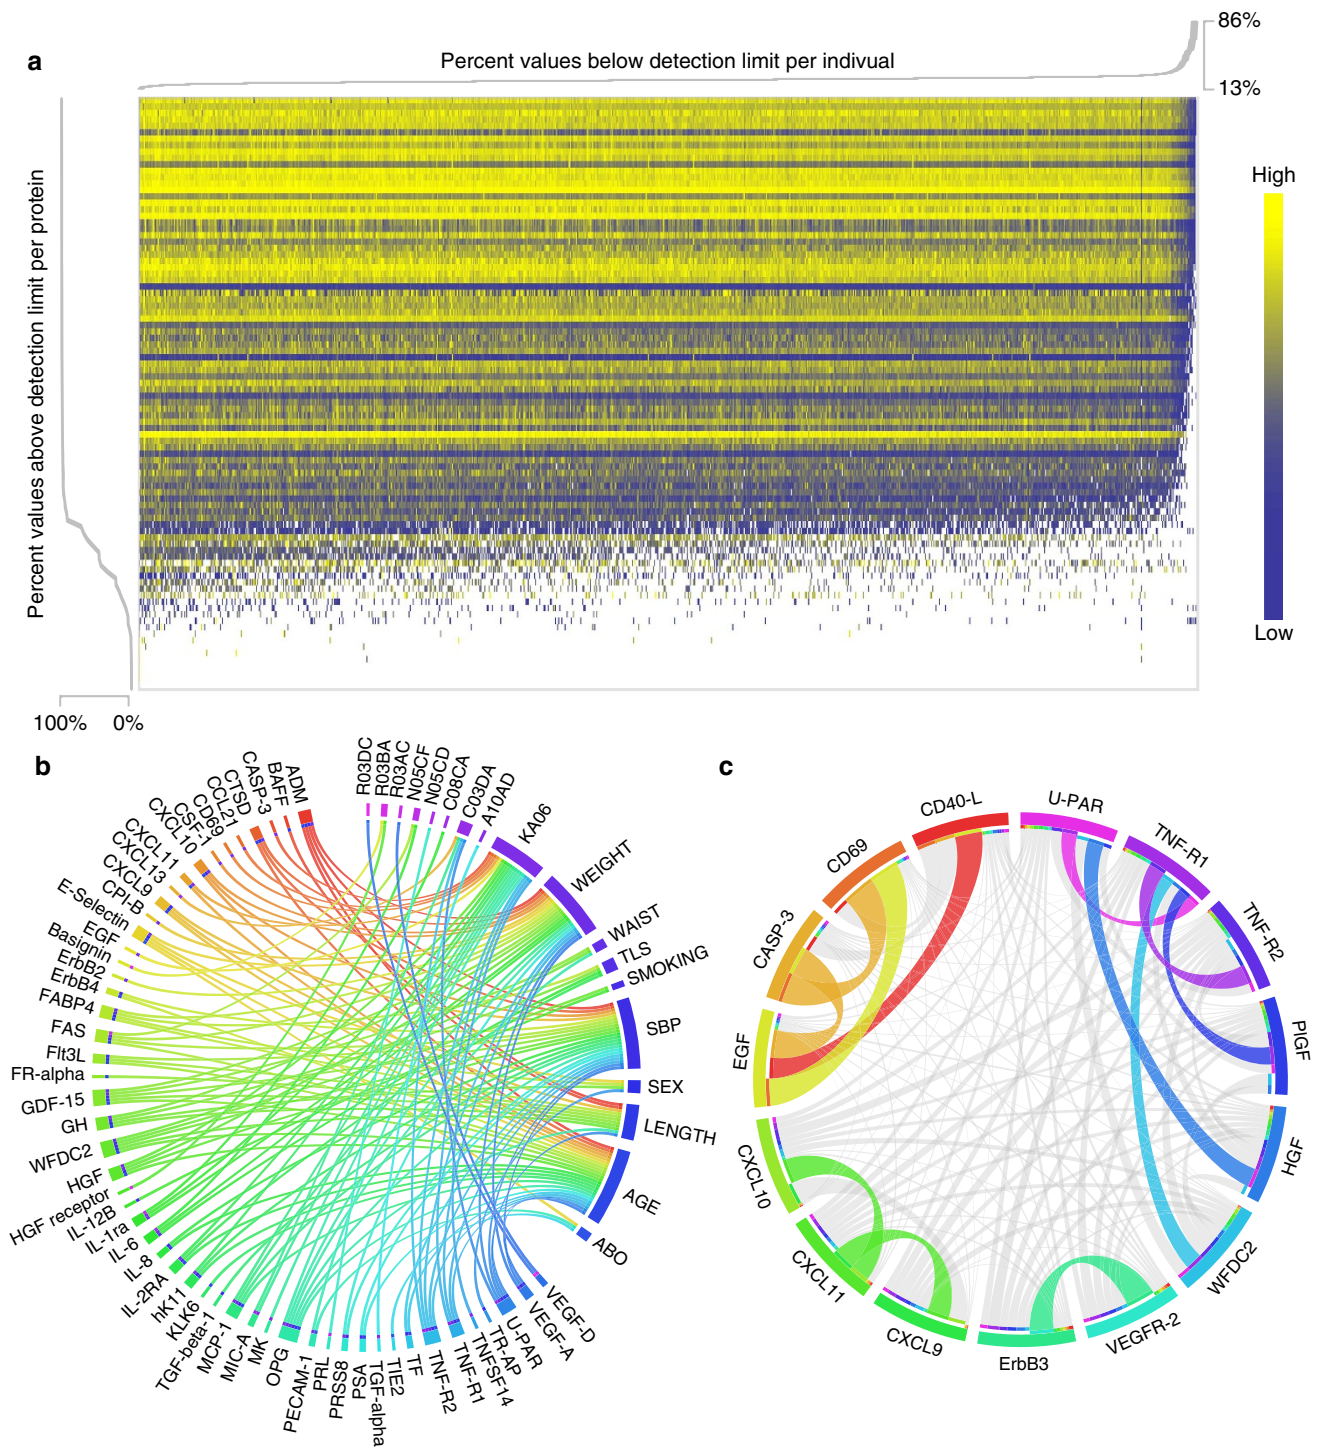 a
Percent values below detection limit per indivual
86%
13%
Percent values above detection limit per protein
100%
0%
High
Low
b
ADM
BAFF
CASP-3
CTSD
CCL21
CD69
CSF-1
CXCL10
CXCL11
CXCL13
CXCL9
CPI-B
E-Selectin
EGF
Basignin
ErbB2
ErbB4
FABP4
FAS
Flt3L
FR-alpha
GDF-15
GH
WFDC2
HGF
HGF receptor
IL-12B
IL-1ra
IL-6
IL-8
IL-2RA
hK11
KLK6
TGF-beta-1
MCP-1
MIC-A
MK
OPG
PECAM-1
PRL
PRSS8
PSA
TGF-alpha
TIE2
TF
TNF-R2
TNF-R1
TNFSF14
TR-AP
U-PAR
VEGF-A
VEGF-D
ABO
AGE
LENGTH
SEX
SBP
SMOKING
TLS
WAIST
WEIGHT
KA06
A10AD
C03DA
C08CA
N05CD
N05CF
R03AC
R03BA
R03DC
c
CD40-L
U-PAR
TNF-R1
TNF-R2
PIGF
HGF
WFDC2
VEGFR-2
ErbB3
CXCL9
CXCL11
CXCL10
EGF
CASP-3
CD69